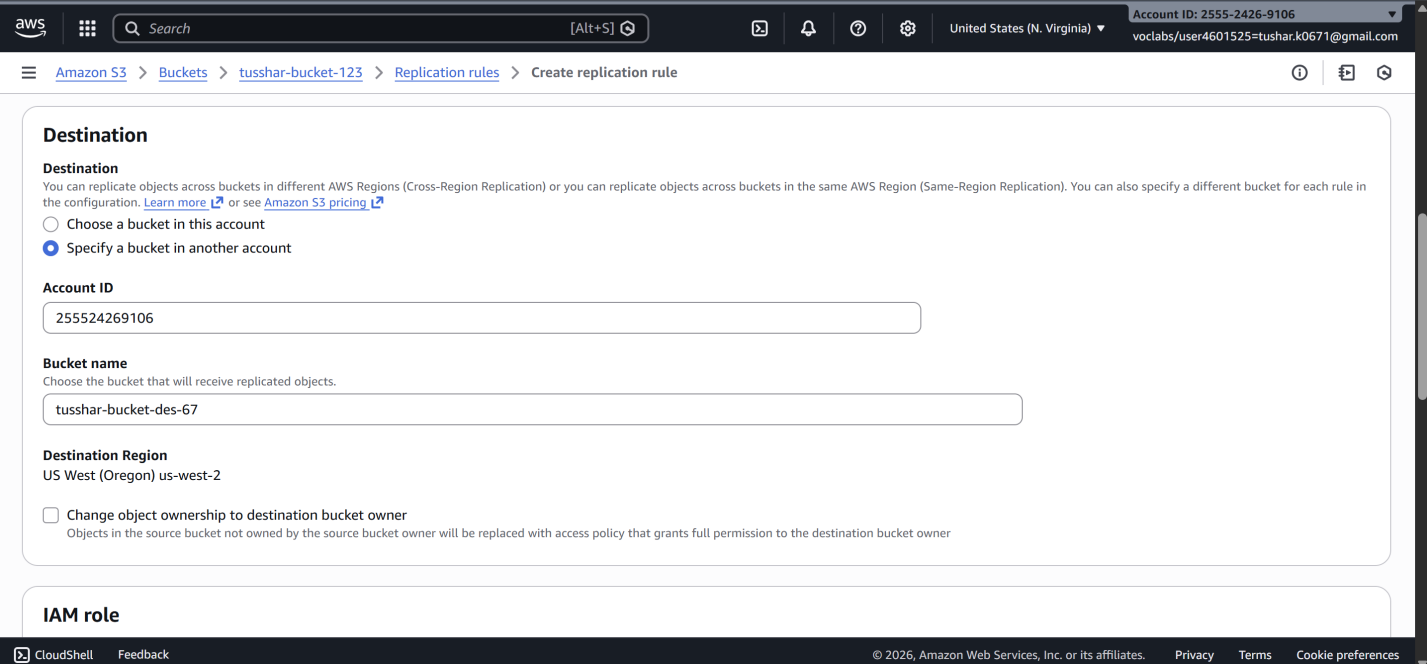 aws
Search
[Alt+S]
United States (N. Virginia)
Account ID: 2555-2426-9106
voclabs/user4601525=tushar.k0671@gmail.com
Amazon S3 > Buckets > tusshar-bucket-123 > Replication rules > Create replication rule
Destination
Destination
You can replicate objects across buckets in different AWS Regions (Cross-Region Replication) or you can replicate objects across buckets in the same AWS Region (Same-Region Replication). You can also specify a different bucket for each rule in
the configuration. Learn more or see Amazon S3 pricing
Choose a bucket in this account
Specify a bucket in another account
Account ID
255524269106
Bucket name
Choose the bucket that will receive replicated objects.
tusshar-bucket-des-67
Destination Region
US West (Oregon) us-west-2
Change object ownership to destination bucket owner
Objects in the source bucket not owned by the source bucket owner will be replaced with access policy that grants full permission to the destination bucket owner
IAM role
CloudShell Feedback © 2026, Amazon Web Services, Inc. or its affiliates. Privacy Terms Cookie preferences